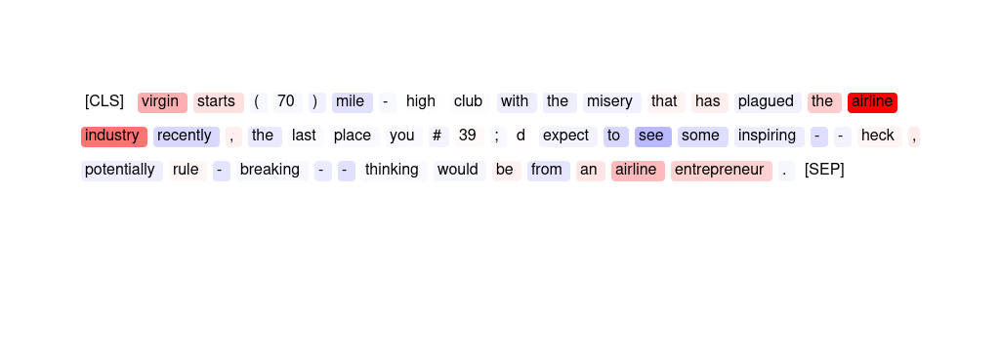 [CLS] virgin starts ( 70 ) mile - high club with the misery that has plagued the airline
industry recently , the last place you # 39 ; d expect to see some inspiring - - heck ,
potentially rule - breaking - - thinking would be from an airline entrepreneur . [SEP]